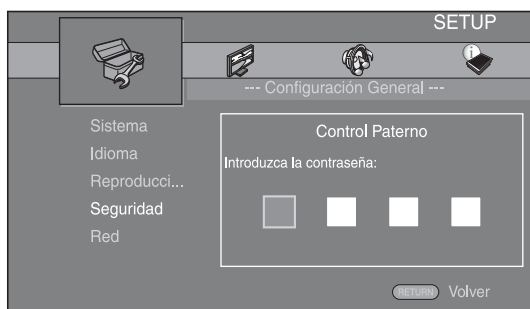 SETUP
--- Configuración General ---
Sistema
Idioma
Reproducci...
Seguridad
Red
Control Paterno
Introduzca la contraseña:
RETURN Volver